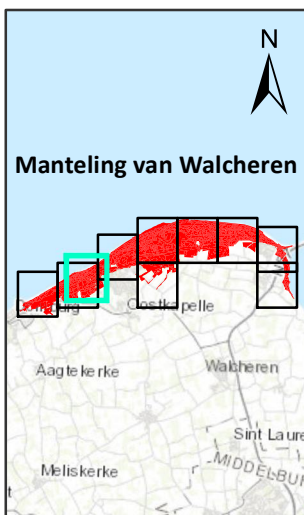 N
Manteling van Walcheren
Oostkapelle
Aagtekerke
Walcheren
Sint Laure
MIDDELBUR
Meliskerke
t